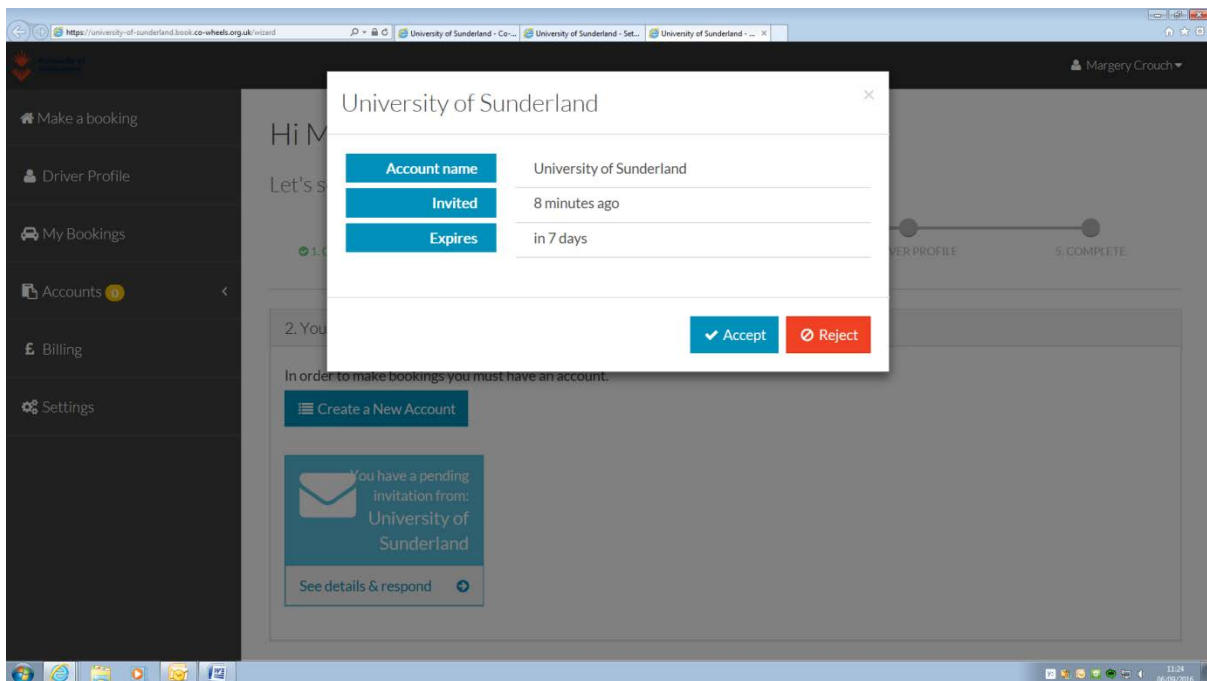 https://university-of-sunderland.book.co-wheels.org.uk/wizard
University of Sunderland - Co-...
University of Sunderland - Set...
University of Sunderland - ...
Margery Crouch
Make a booking
Driver Profile
My Bookings
Accounts 0
Billing
Settings
Hi M
Let's s
1. C
VER PROFILE
5. COMPLETE
University of Sunderland
Account name University of Sunderland
Invited 8 minutes ago
Expires in 7 days
Accept Reject
2. You
In order to make bookings you must have an account.
Create a New Account
You have a pending
invitation from:
University of
Sunderland
See details & respond
11:24
06/09/2016